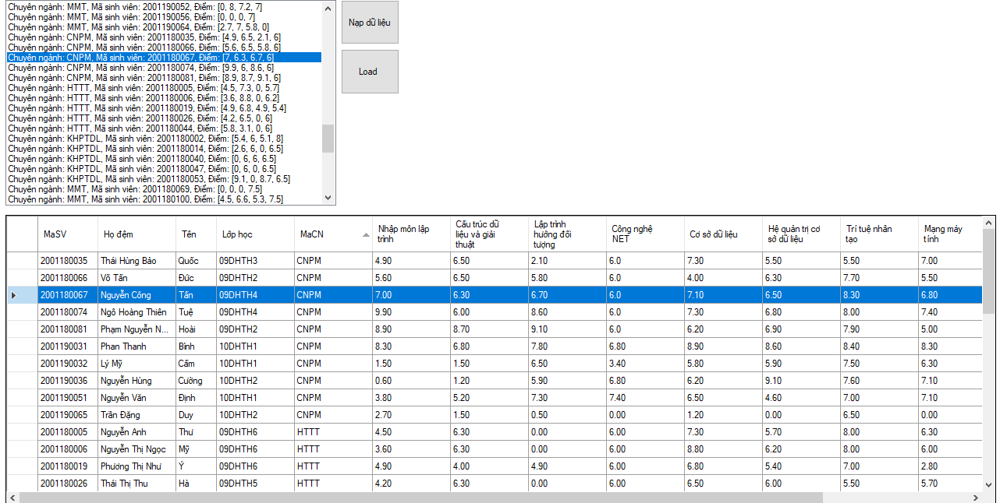 Chuyên ngành: MMT, Mã sinh viên: 2001190052, Điểm: [0, 8, 7.2, 7]
Chuyên ngành: MMT, Mã sinh viên: 2001190056, Điểm: [0, 0, 0, 7]
Chuyên ngành: MMT, Mã sinh viên: 2001190064, Điểm: [2.7, 7, 5.8, 0]
Chuyên ngành: CNPM, Mã sinh viên: 2001180035, Điểm: [4.9, 6.5, 2.1, 6]
Chuyên ngành: CNPM, Mã sinh viên: 2001180066, Điểm: [5.6, 6.5, 5.8, 6]
Chuyên ngành: CNPM, Mã sinh viên: 2001180067, Điểm: [7, 6.3, 6.7, 6]
Chuyên ngành: CNPM, Mã sinh viên: 2001180074, Điểm: [9.9, 6, 8.6, 6]
Chuyên ngành: CNPM, Mã sinh viên: 2001180081, Điểm: [8.9, 8.7, 9.1, 6]
Chuyên ngành: HTTT, Mã sinh viên: 2001180005, Điểm: [4.5, 7.3, 0, 5.7]
Chuyên ngành: HTTT, Mã sinh viên: 2001180006, Điểm: [3.6, 8.8, 0, 6.2]
Chuyên ngành: HTTT, Mã sinh viên: 2001180019, Điểm: [4.9, 6.8, 4.9, 5.4]
Chuyên ngành: HTTT, Mã sinh viên: 2001180026, Điểm: [4.2, 6.5, 0, 6]
Chuyên ngành: HTTT, Mã sinh viên: 2001180044, Điểm: [5.8, 3.1, 0, 6]
Chuyên ngành: KHPTDL, Mã sinh viên: 2001180002, Điểm: [5.4, 6, 5.1, 8]
Chuyên ngành: KHPTDL, Mã sinh viên: 2001180014, Điểm: [2.6, 6, 0, 6.5]
Chuyên ngành: KHPTDL, Mã sinh viên: 2001180040, Điểm: [0, 6, 6, 6.5]
Chuyên ngành: KHPTDL, Mã sinh viên: 2001180047, Điểm: [0, 6, 0, 6.5]
Chuyên ngành: KHPTDL, Mã sinh viên: 2001180053, Điểm: [9.1, 0, 8.7, 6.5]
Chuyên ngành: MMT, Mã sinh viên: 2001180069, Điểm: [0, 0, 0, 7.5]
Chuyên ngành: MMT, Mã sinh viên: 2001180100, Điểm: [4.5, 6.6, 5.3, 7.5]
Nạp dữ liệu
Load
MaSV Họ đệm Tên Lớp học MaCN Nhập môn lập trình Cấu trúc dữ liệu và giải thuật Lập trình hướng đối tượng Công nghệ NET Cơ sở dữ liệu Hệ quản trị cơ sở dữ liệu Trí tuệ nhân tạo Mạng máy tính
2001180035 Thái Hùng Bảo Quốc 09DHTH3 CNPM 4.90 6.50 2.10 6.0 7.30 5.50 5.50 7.00
2001180066 Võ Tấn Đức 09DHTH2 CNPM 5.60 6.50 5.80 6.0 4.00 6.30 7.70 5.50
2001180067 Nguyễn Công Tấn 09DHTH4 CNPM 7.00 6.30 6.70 6.0 7.10 6.50 8.30 6.80
2001180074 Ngô Hoàng Thiên Tuệ 09DHTH4 CNPM 9.90 6.00 8.60 6.0 7.30 6.80 8.00 7.40
2001180081 Phạm Nguyễn N... Hoài 09DHTH2 CNPM 8.90 8.70 9.10 6.0 6.20 6.90 7.90 5.00
2001190031 Phan Thanh Bình 10DHTH1 CNPM 8.30 6.80 7.80 6.80 8.90 8.60 8.40 8.30
2001190032 Lý Mỹ Cẩm 10DHTH1 CNPM 1.50 1.50 6.50 3.40 5.80 5.90 7.50 6.30
2001190036 Nguyễn Hùng Cường 10DHTH2 CNPM 0.60 1.20 5.90 6.80 6.20 9.10 7.60 7.10
2001190051 Nguyễn Văn Định 10DHTH1 CNPM 3.80 5.20 7.30 7.40 6.50 4.60 7.00 7.10
2001190065 Trần Đặng Duy 10DHTH2 CNPM 2.70 1.50 0.50 0.00 1.20 0.00 6.50 0.00
2001180005 Nguyễn Anh Thư 09DHTH6 HTTT 4.50 6.30 0.00 6.00 7.30 5.70 8.00 6.30
2001180006 Nguyễn Thị Ngọc Mỹ 09DHTH6 HTTT 3.60 6.30 0.00 6.00 8.80 6.20 8.00 6.00
2001180019 Phương Thị Như Ý 09DHTH6 HTTT 4.90 4.00 4.90 6.00 6.80 5.40 7.00 2.80
2001180026 Thái Thị Thu Hà 09DHTH5 HTTT 4.20 6.30 0.00 6.00 6.50 6.00 5.50 5.70